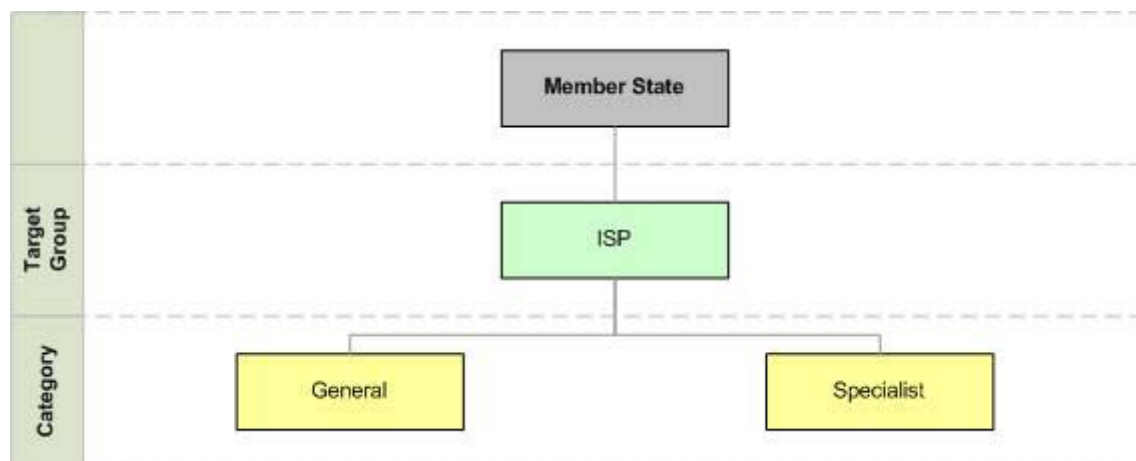 Member State
Target
Group
ISP
Category
General
Specialist